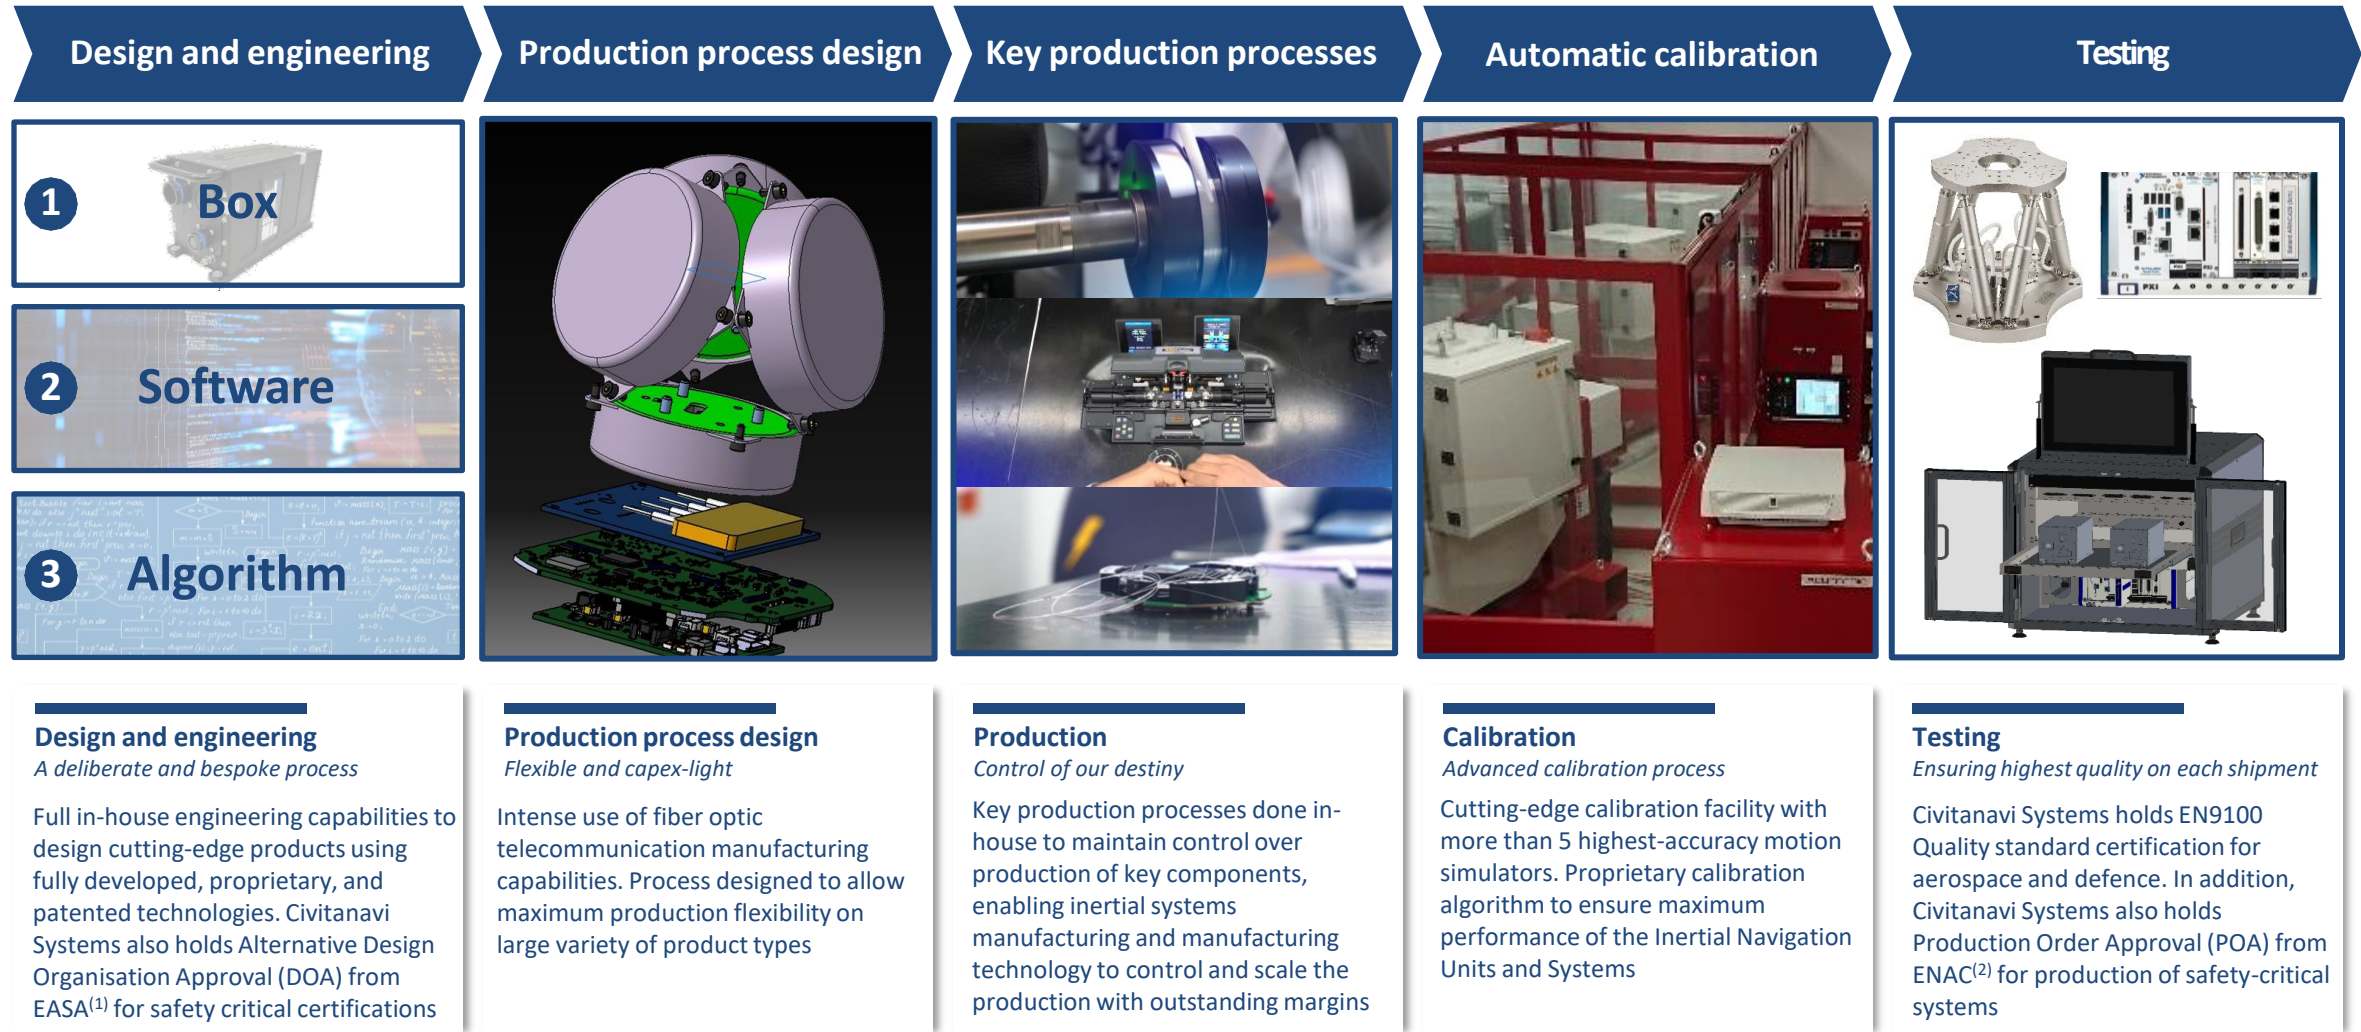 Design and engineering
Production process design
Key production processes
Automatic calibration
Testing
1
Box
2
Software
3
Algorithm
PXI
Design and engineering
A deliberate and bespoke process
Full in-house engineering capabilities to
design cutting-edge products using
fully developed, proprietary, and
patented technologies. Civitanavi
Systems also holds Alternative Design
Organisation Approval (DOA) from
EASA(1) for safety critical certifications
Production process design
Flexible and capex-light
Intense use of fiber optic
telecommunication manufacturing
capabilities. Process designed to allow
maximum production flexibility on
large variety of product types
Production
Control of our destiny
Key production processes done in-
house to maintain control over
production of key components,
enabling inertial systems
manufacturing and manufacturing
technology to control and scale the
production with outstanding margins
Calibration
Advanced calibration process
Cutting-edge calibration facility with
more than 5 highest-accuracy motion
simulators. Proprietary calibration
algorithm to ensure maximum
performance of the Inertial Navigation
Units and Systems
Testing
Ensuring highest quality on each shipment
Civitanavi Systems holds EN9100
Quality standard certification for
aerospace and defence. In addition,
Civitanavi Systems also holds
Production Order Approval (POA) from
ENAC(2) for production of safety-critical
systems